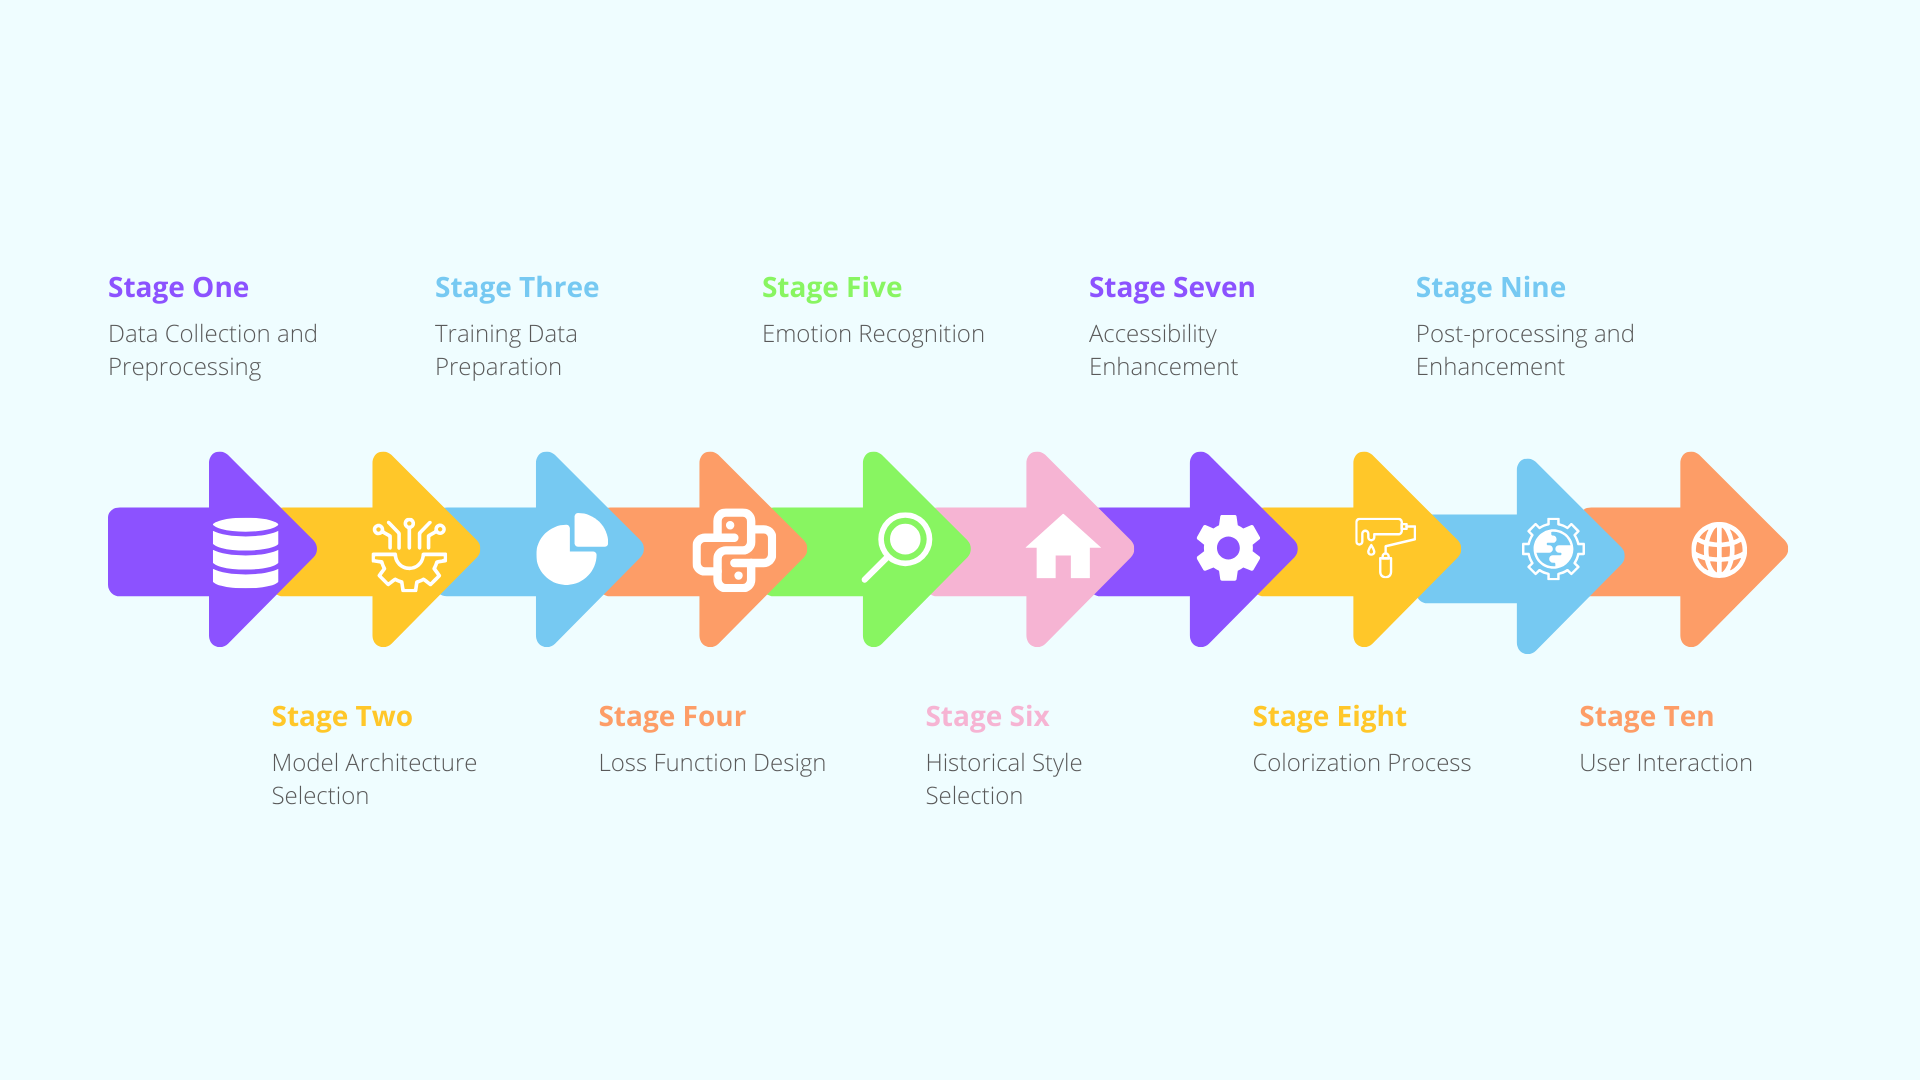 Stage One
Data Collection and
Preprocessing
Stage Three
Training Data
Preparation
Stage Five
Emotion Recognition
Stage Seven
Accessibility
Enhancement
Stage Nine
Post-processing and
Enhancement
Stage Two
Model Architecture
Selection
Stage Four
Loss Function Design
Stage Six
Historical Style
Selection
Stage Eight
Colorization Process
Stage Ten
User Interaction